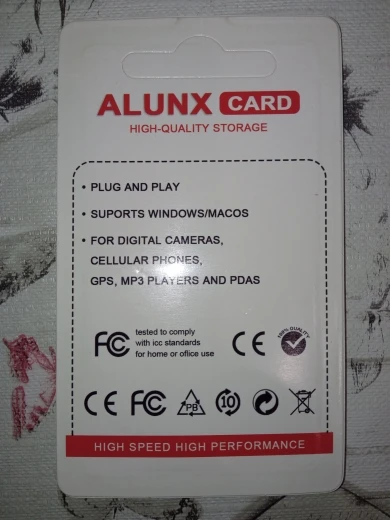 ALUNX CARD
HIGH-QUALITY STORAGE
• PLUG AND PLAY
• SUPORTS WINDOWS/MACOS
• FOR DIGITAL CAMERAS,
CELLULAR PHONES,
GPS, MP3 PLAYERS AND PDAS
FC tested to comply
with icc standards
for home or ofice use
CE
100% QUALITY
CE FC PB 10
HIGH SPEED HIGH PERFORMANCE